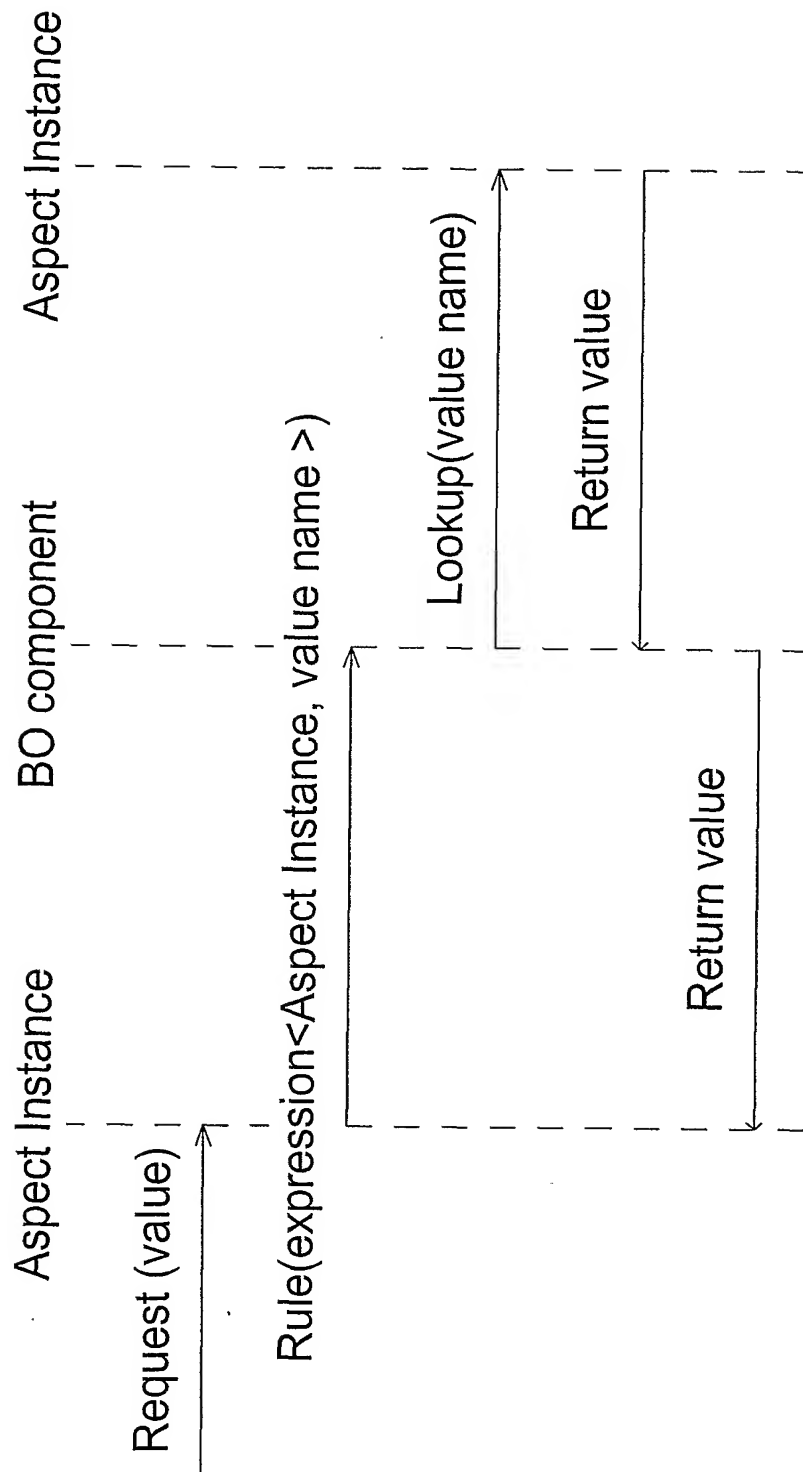 Aspect Instance
BO component
Aspect Instance
Request (value)
Rule(expression<Aspect Instance, value name >)
Lookup(value name)
Return value
Return value